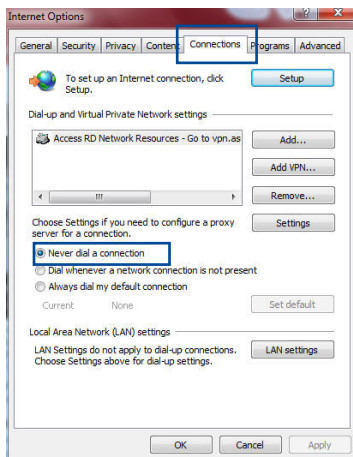 Internet Options
General Security Privacy Content Connections Programs Advanced
To set up an Internet connection, click
Setup.
Setup
Dial-up and Virtual Private Network settings
Access RD Network Resources - Go to vpn.as
Add...
Add VPN...
Remove...
Choose Settings if you need to configure a proxy
server for a connection.
Settings
Never dial a connection
Dial whenever a network connection is not present
Always dial my default connection
Current None
Set default
Local Area Network (LAN) settings
LAN Settings do not apply to dial-up connections.
Choose Settings above for dial-up settings.
LAN settings
OK Cancel Apply